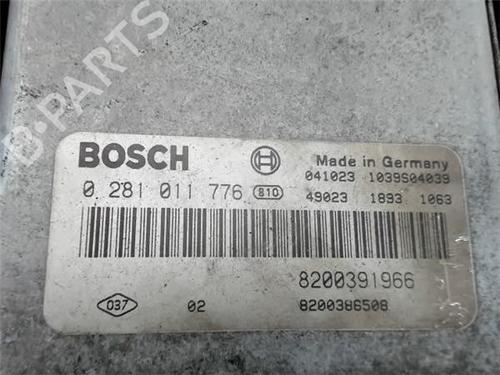 B-PARTS
BOSCH
Made in Germany
0 281 011 776 810
041023 1039S04039
49023 1893 1063
8200391966
037 02 8200386508